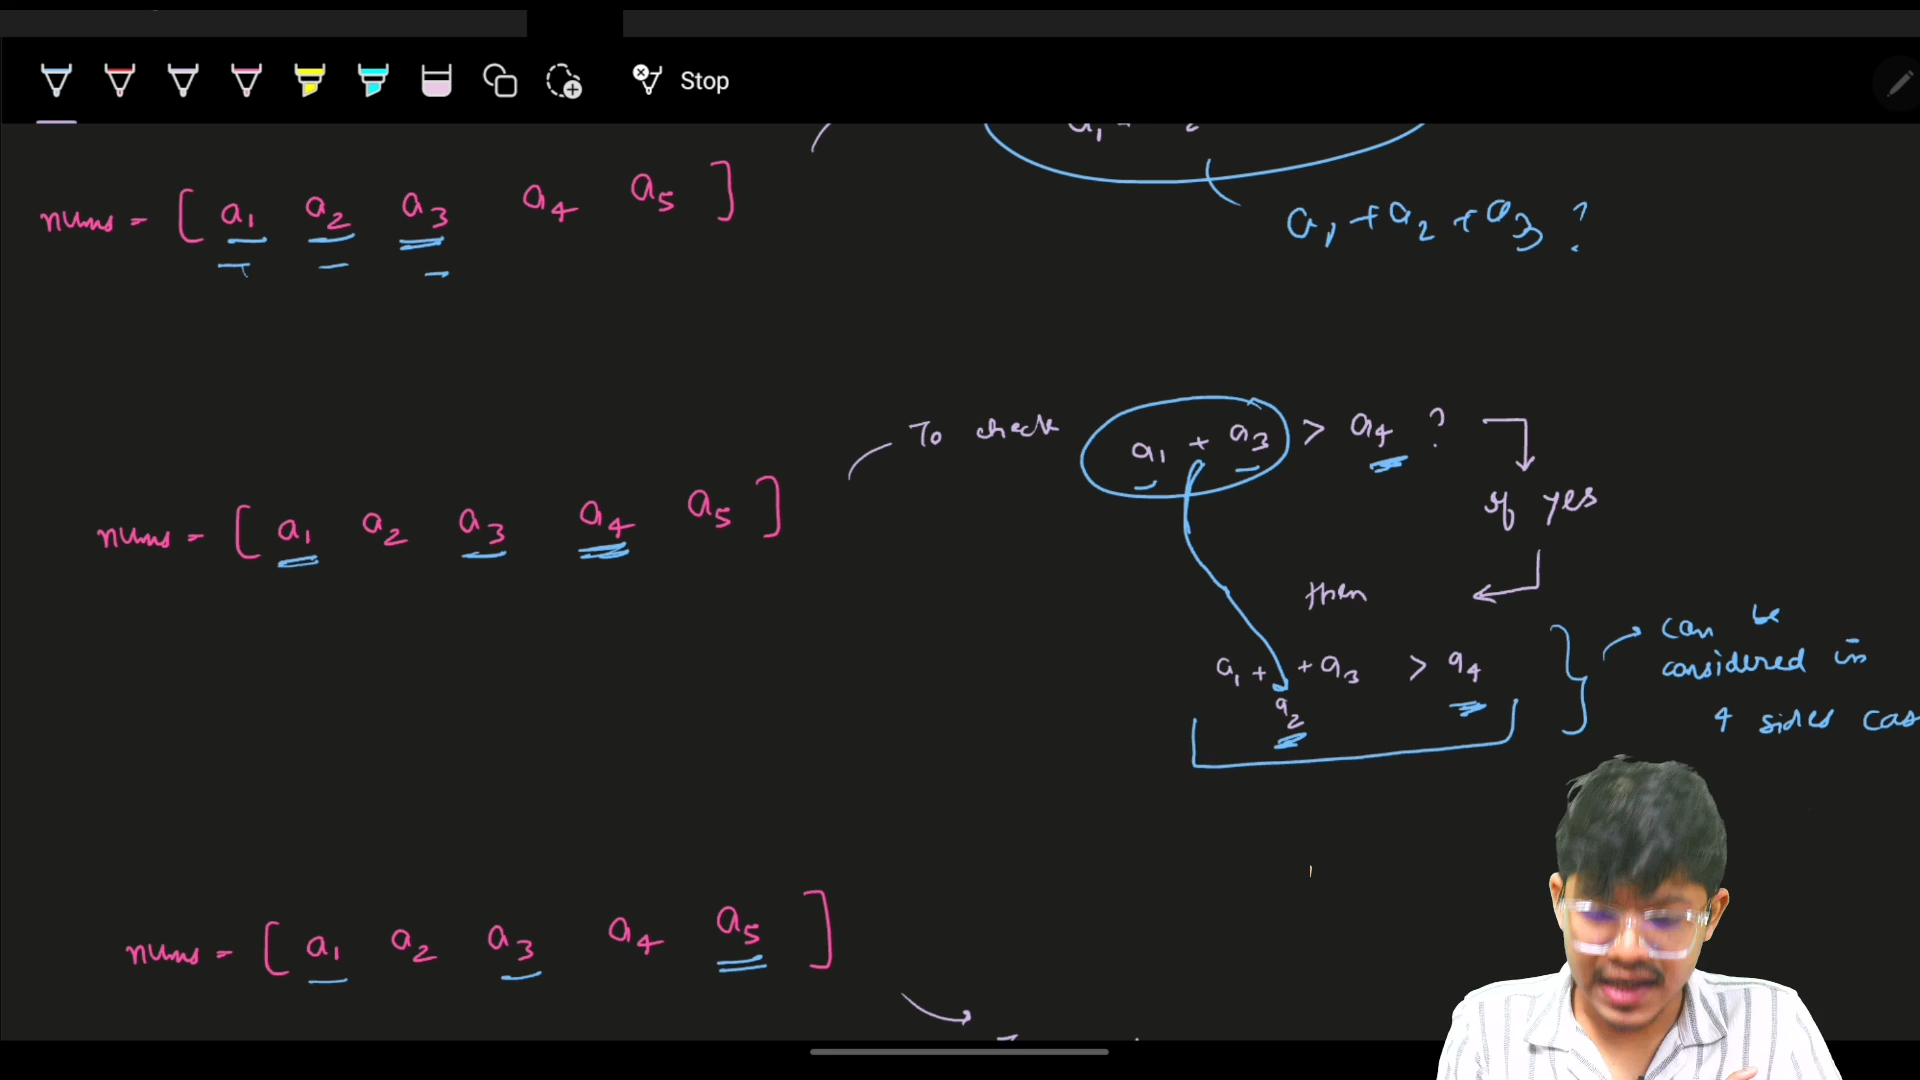 Stop
nums = [ a₁ a₂ a₃ a₄ a₅ ]
a₁ + a₂ + a₃ ?
To check a₁ + a₃ > a₄ ?
nums = [ a₁ a₂ a₃ a₄ a₅ ]
if yes
then
a₁ + a₂ + a₃ > a₄
can be
considered in
4 sides cas
nums = [ a₁ a₂ a₃ a₄ a₅ ]